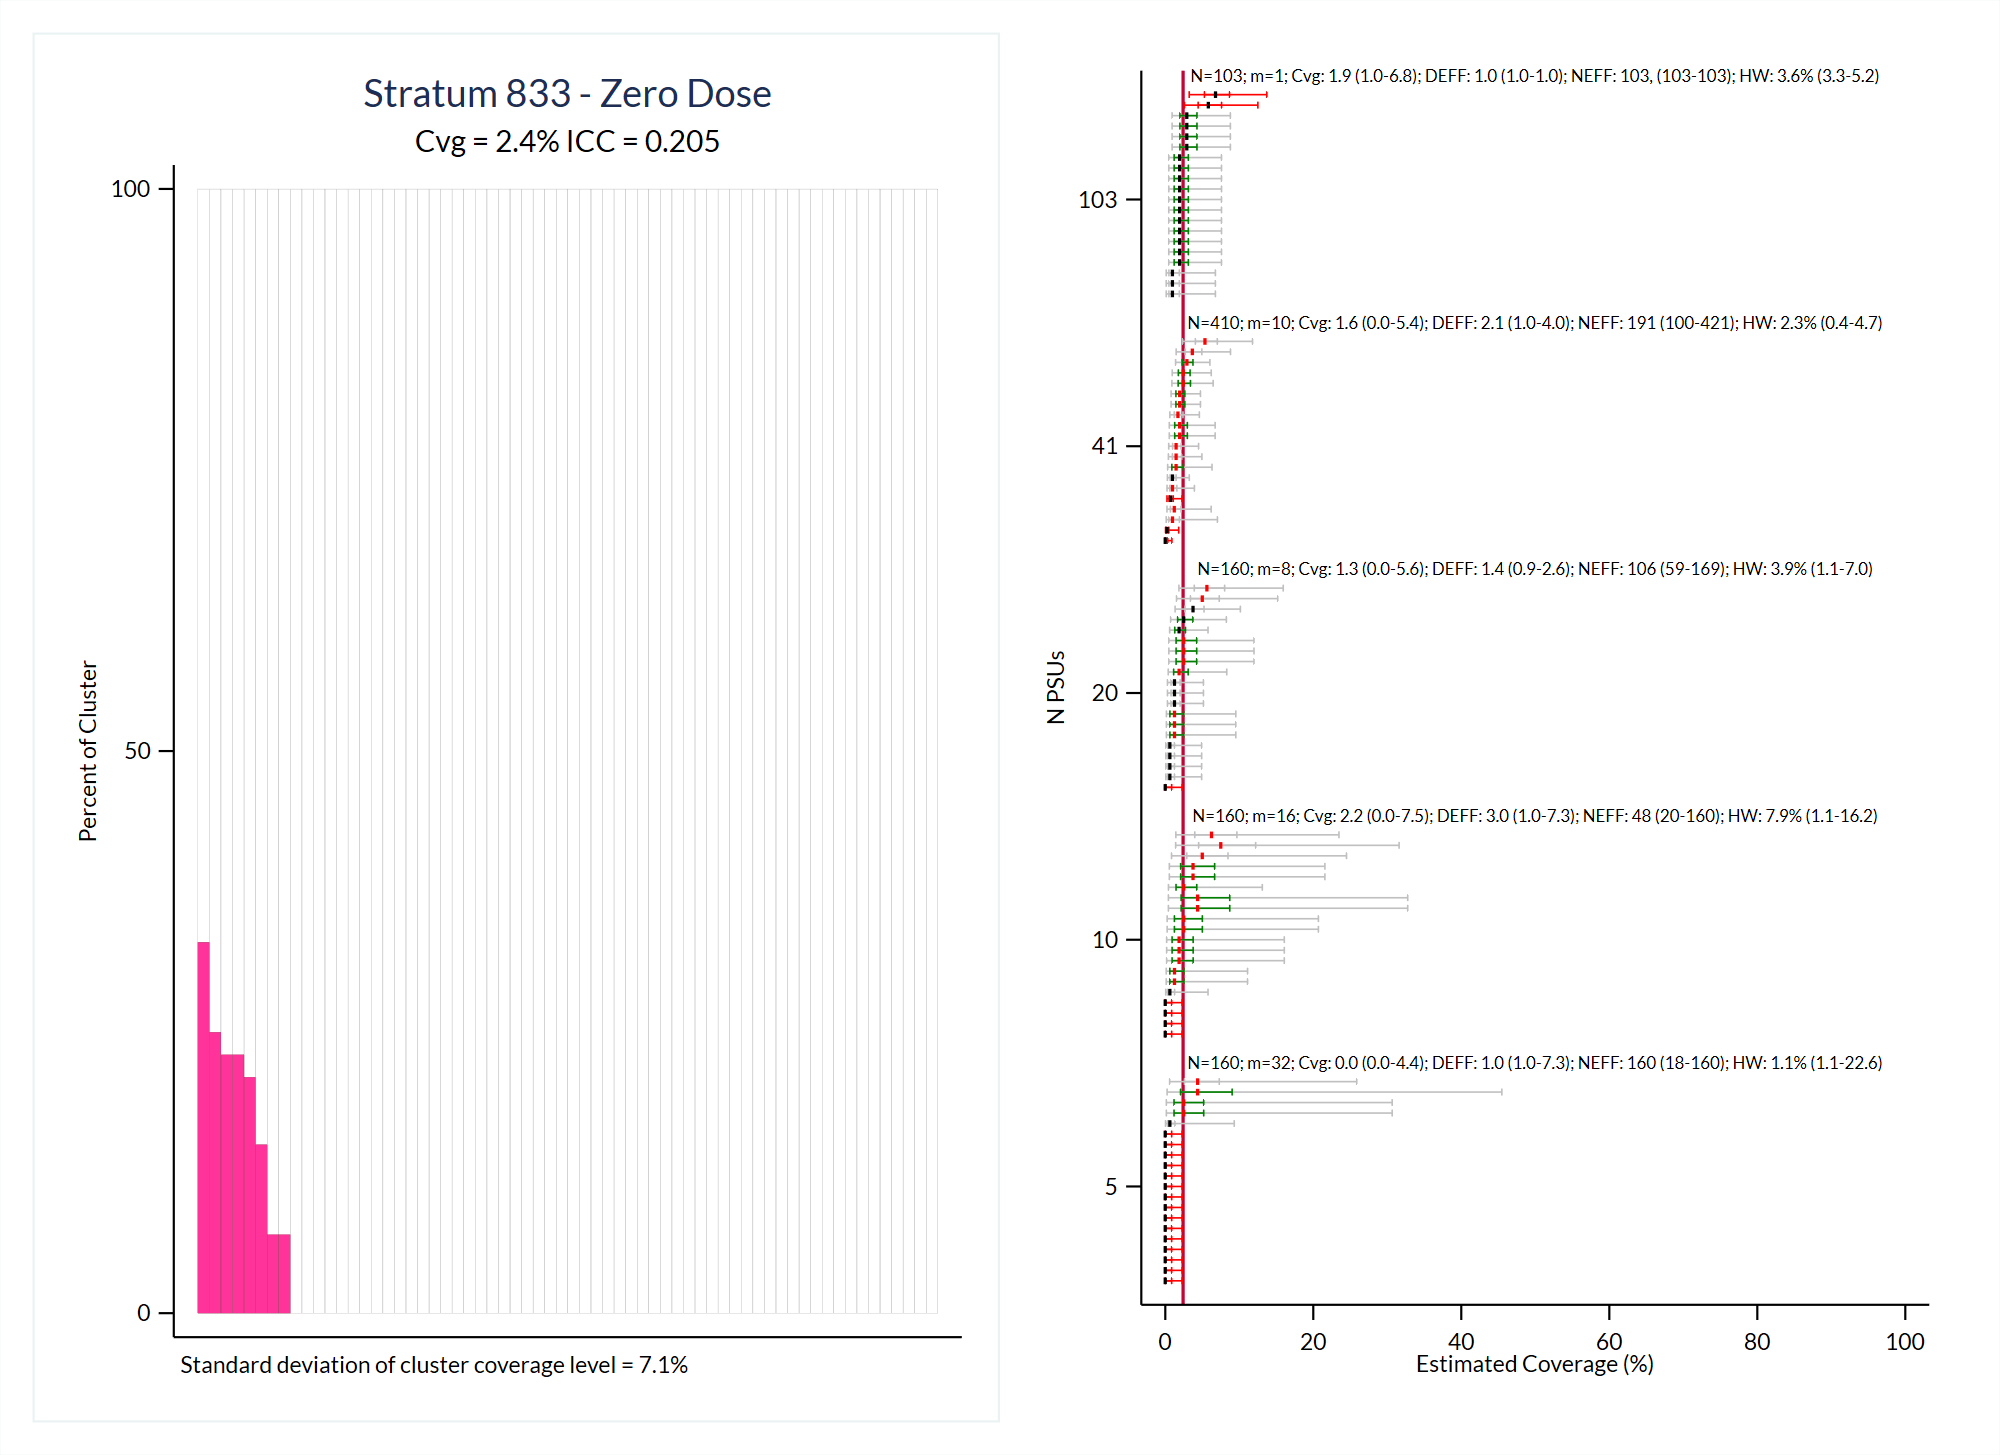 Stratum 833 - Zero Dose
Cvg = 2.4% ICC = 0.205
100
50
0
Percent of Cluster
Standard deviation of cluster coverage level = 7.1%
N=103; m=1; Cvg: 1.9 (1.0-6.8); DEFF: 1.0 (1.0-1.0); NEFF: 103, (103-103); HW: 3.6% (3.3-5.2)
103
N=410; m=10; Cvg: 1.6 (0.0-5.4); DEFF: 2.1 (1.0-4.0); NEFF: 191 (100-421); HW: 2.3% (0.4-4.7)
41
N=160; m=8; Cvg: 1.3 (0.0-5.6); DEFF: 1.4 (0.9-2.6); NEFF: 106 (59-169); HW: 3.9% (1.1-7.0)
20
N PSUs
N=160; m=16; Cvg: 2.2 (0.0-7.5); DEFF: 3.0 (1.0-7.3); NEFF: 48 (20-160); HW: 7.9% (1.1-16.2)
10
N=160; m=32; Cvg: 0.0 (0.0-4.4); DEFF: 1.0 (1.0-7.3); NEFF: 160 (18-160); HW: 1.1% (1.1-22.6)
5
0 20 40 60 80 100
Estimated Coverage (%)